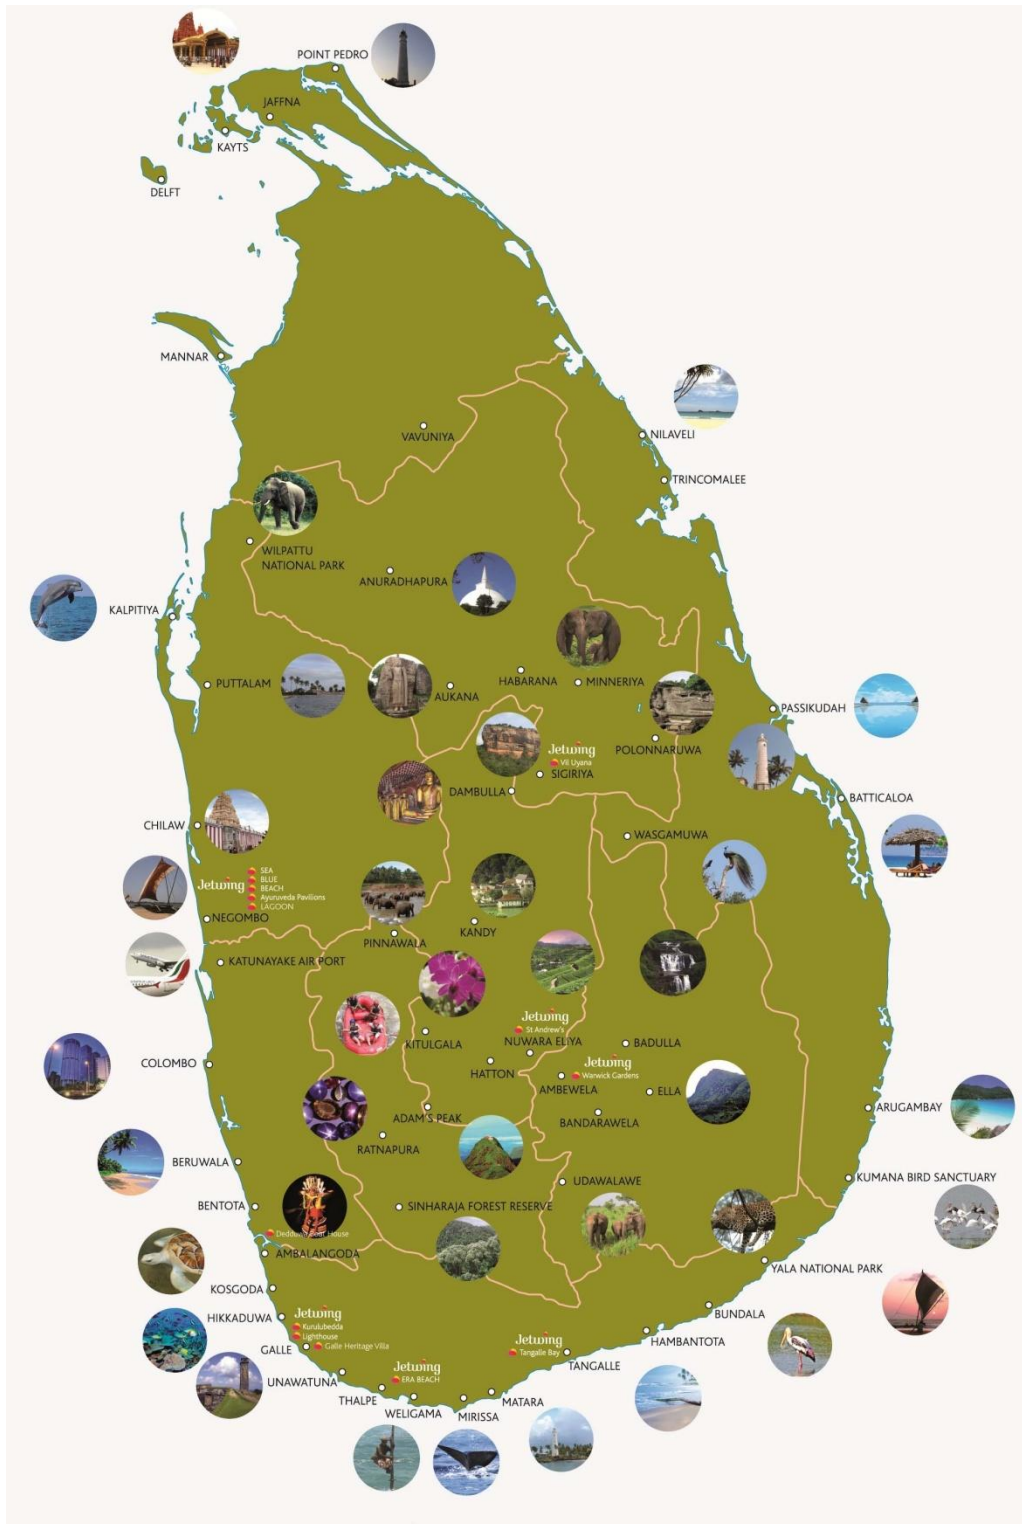 POINT PEDRO
JAFFNA
KAYTS
DELFT
MANNAR
VAVUNIYA
NILAVELI
TRINCOMALEE
WILPATTU
NATIONAL PARK
ANURADHAPURA
KALPITIYA
PUTTALAM
AUKANA
HABARANA
MINNERIYA
PASSIKUDAH
POLONNARUWA
Jetwing
Vil Uyana
SIGIRIYA
DAMBULLA
BATTICALOA
CHILAW
WASGAMUWA
Jetwing
SEA
BLUE
BEACH
Ayuruveda Pavilions
LAGOON
NEGOMBO
KANDY
PINNAWALA
KATUNAYAKE AIR PORT
Jetwing
St Andrew's
NUWARA ELIYA
KITULGALA
BADULLA
COLOMBO
HATTON
Jetwing
Warwick Gardens
AMBEWELA
ELLA
ARUGAMBAY
ADAM'S PEAK
BANDARAWELA
RATNAPURA
BERUWALA
KUMANA BIRD SANCTUARY
UDAWALAWE
BENTOTA
SINHARAJA FOREST RESERVE
Dedduwa Boat House
AMBALANGODA
YALA NATIONAL PARK
KOSGODA
BUNDALA
HIKKADUWA
Jetwing
Kurulubedda
Lighthouse
Galle Heritage Villa
GALLE
HAMBANTOTA
Jetwing
Tangalle Bay
TANGALLE
UNAWATUNA
Jetwing
ERA BEACH
THALPE
WELIGAMA
MIRISSA
MATARA